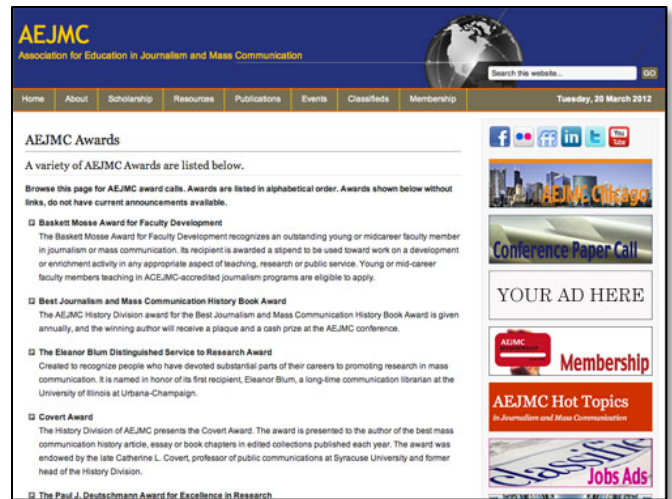 AEJMC
Association for Education in Journalism and Mass Communication
Search this website...
GO
Home About Scholarship Resources Publications Events Classifieds Membership Tuesday, 20 March 2012
AEJMC Awards
A variety of AEJMC Awards are listed below.
Browse this page for AEJMC award calls. Awards are listed in alphabetical order. Awards shown below without
links, do not have current announcements available.
Baskett Mosse Award for Faculty Development
The Baskett Mosse Award for Faculty Development recognizes an outstanding young or midcareer faculty member
in journalism or mass communication. Its recipient is awarded a stipend to be used toward work on a development
or enrichment activity in any appropriate aspect of teaching, research or public service. Young or mid-career
faculty members teaching in ACEJMC-accredited journalism programs are eligible to apply.
Best Journalism and Mass Communication History Book Award
The AEJMC History Division award for the Best Journalism and Mass Communication History Book Award is given
annually, and the winning author will receive a plaque and a cash prize at the AEJMC conference.
The Eleanor Blum Distinguished Service to Research Award
Created to recognize people who have devoted substantial parts of their careers to promoting research in mass
communication. It is named in honor of its first recipient, Eleanor Blum, a long-time communication librarian at the
University of Illinois at Urbana-Champaign.
Covert Award
The History Division of AEJMC presents the Covert Award. The award is presented to the author of the best mass
communication history article, essay or book chapters in edited collections published each year. The award was
endowed by the late Catherine L. Covert, professor of public communications at Syracuse University and former
head of the History Division.
The Paul J. Deutschmann Award for Excellence in Research
f in t You Tube
AEJMC Chicago
Conference Paper Call
YOUR AD HERE
AEJMC
Membership
AEJMC Hot Topics
in Journalism and Mass Communication
classifie
Jobs Ads